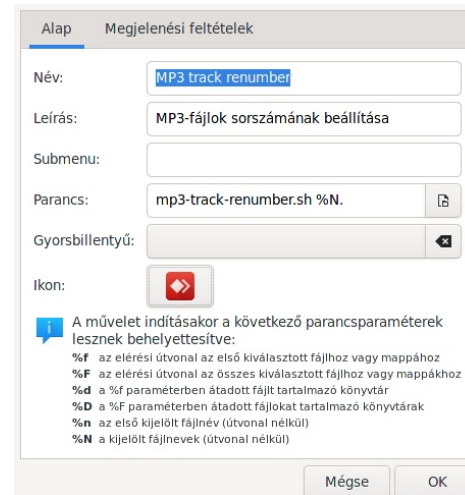 Alap Megjelenési feltételek
Név: MP3 track renumber
Leírás: MP3-fájlok sorszámának beállítása
Submenu:
Parancs: mp3-track-renumber.sh %N.
Gyorsbillentyű:
Ikon:
A művelet indításakor a következő parancsparaméterek
lesznek behelyettesítve:
%f az elérési útvonal az első kiválasztott fájlhoz vagy mappához
%F az elérési útvonal az összes kiválasztott fájlhoz vagy mappákhoz
%d a %f paraméterben átadott fájlt tartalmazó könyvtár
%D a %F paraméterben átadott fájlokat tartalmazó könyvtárak
%n az első kijelölt fájlnév (útvonal nélkül)
%N a kijelölt fájlnevek (útvonal nélkül)
Mégse OK